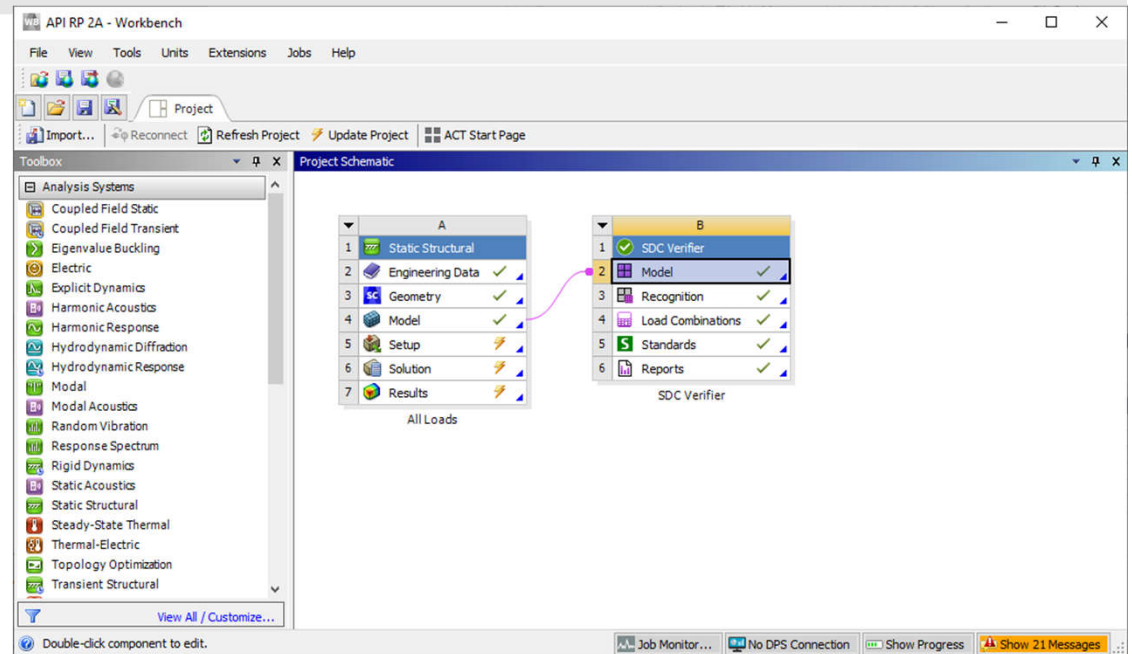 API RP 2A - Workbench
File View Tools Units Extensions Jobs Help
Project
Import... Reconnect Refresh Project Update Project ACT Start Page
Toolbox
Analysis Systems
Coupled Field Static
Coupled Field Transient
Eigenvalue Buckling
Electric
Explicit Dynamics
Harmonic Acoustics
Harmonic Response
Hydrodynamic Diffraction
Hydrodynamic Response
Modal
Modal Acoustics
Random Vibration
Response Spectrum
Rigid Dynamics
Static Acoustics
Static Structural
Steady-State Thermal
Thermal-Electric
Topology Optimization
Transient Structural
View All / Customize...
Project Schematic
A
1 Static Structural
2 Engineering Data
3 Geometry
4 Model
5 Setup
6 Solution
7 Results
All Loads
B
1 SDC Verifier
2 Model
3 Recognition
4 Load Combinations
5 Standards
6 Reports
SDC Verifier
Double-click component to edit.
Job Monitor... No DPS Connection Show Progress Show 21 Messages